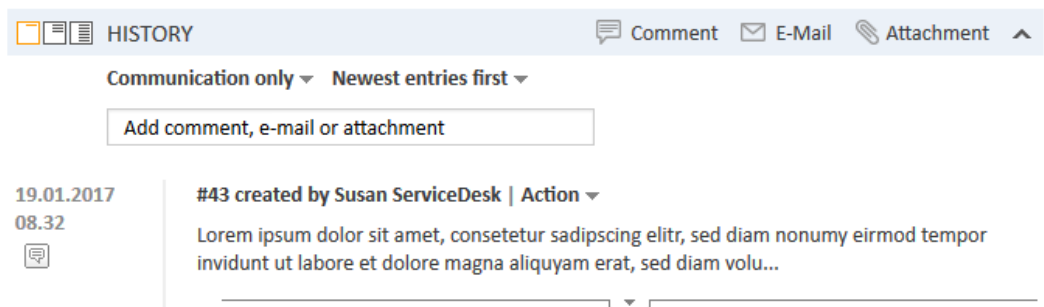 HISTORY Comment E-Mail Attachment
Communication only Newest entries first
Add comment, e-mail or attachment
19.01.2017 #43 created by Susan ServiceDesk | Action
08.32
Lorem ipsum dolor sit amet, consetetur sadipscing elitr, sed diam nonumy eirmod tempor
invidunt ut labore et dolore magna aliquyam erat, sed diam volu...